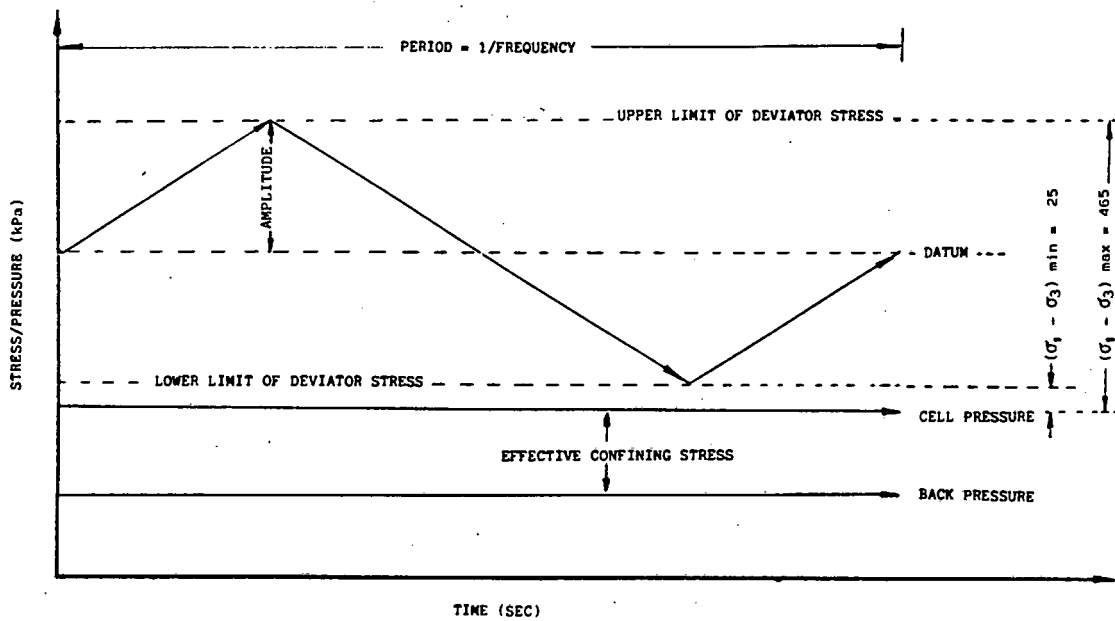 PERIOD = 1/FREQUENCY
UPPER LIMIT OF DEVIATOR STRESS
AMPLITUDE
STRESS/PRESSURE (kPa)
DATUM
(σ₁ - σ₃) min = 25
(σ₁ - σ₃) max = 465
LOWER LIMIT OF DEVIATOR STRESS
CELL PRESSURE
EFFECTIVE CONFINING STRESS
BACK PRESSURE
TIME (SEC)